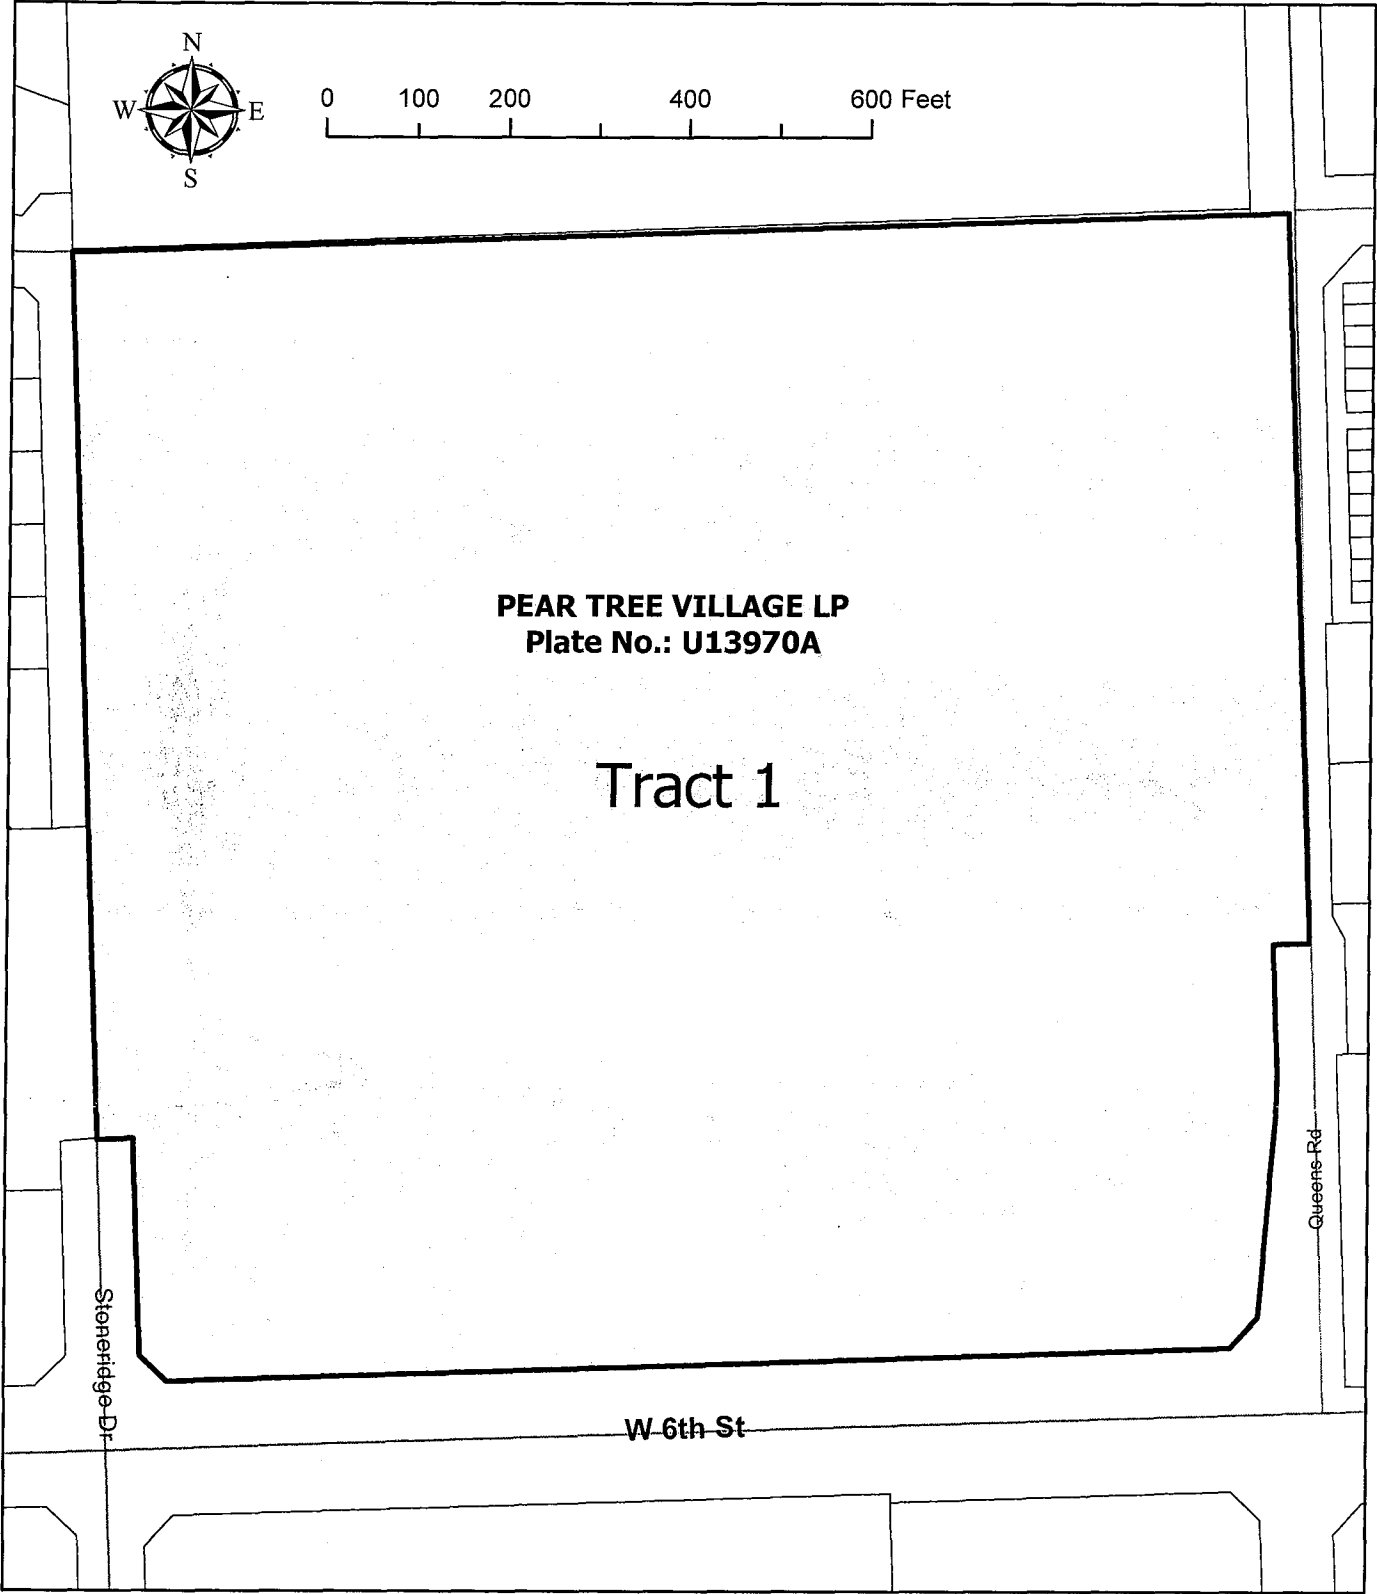 N
W E
S
0 100 200 400 600 Feet
PEAR TREE VILLAGE LP
Plate No.: U13970A
Tract 1
Queens Rd
Stoneridge Dr
W 6th St